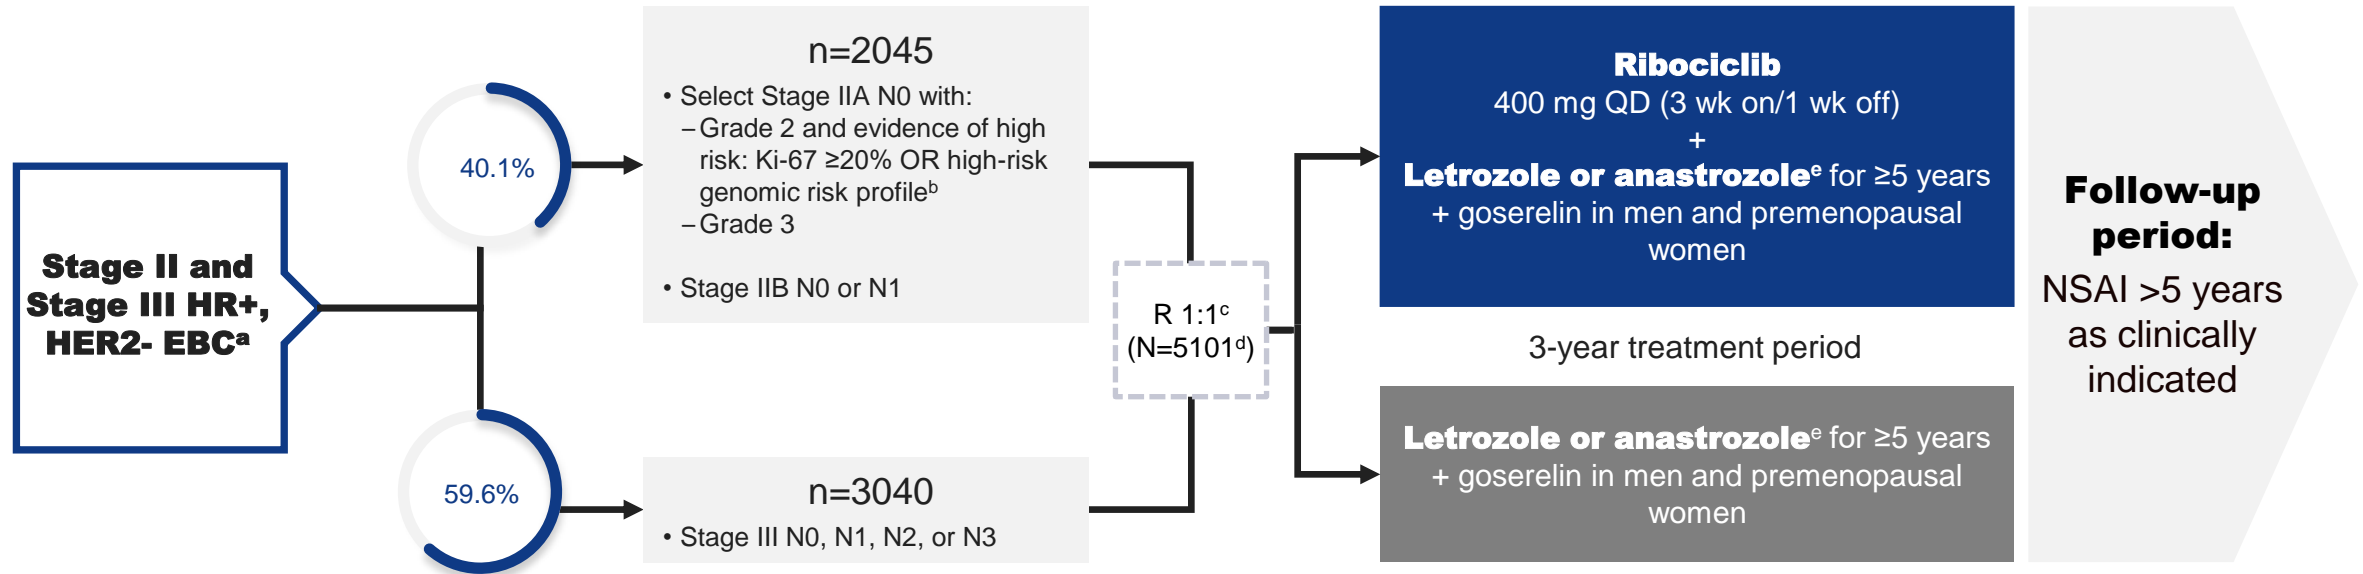 Stage II and
Stage III HR+,
HER2- EBCᵃ
40.1%
59.6%
n=2045
• Select Stage IIA N0 with:
–Grade 2 and evidence of high
risk: Ki-67 ≥20% OR high-risk
genomic risk profileᵇ
–Grade 3
• Stage IIB N0 or N1
n=3040
• Stage III N0, N1, N2, or N3
R 1:1ᶜ
(N=5101ᵈ)
Ribociclib
400 mg QD (3 wk on/1 wk off)
+
Letrozole or anastrozoleᵉ for ≥5 years
+ goserelin in men and premenopausal
women
3-year treatment period
Letrozole or anastrozoleᵉ for ≥5 years
+ goserelin in men and premenopausal
women
Follow-up
period:
NSAI >5 years
as clinically
indicated